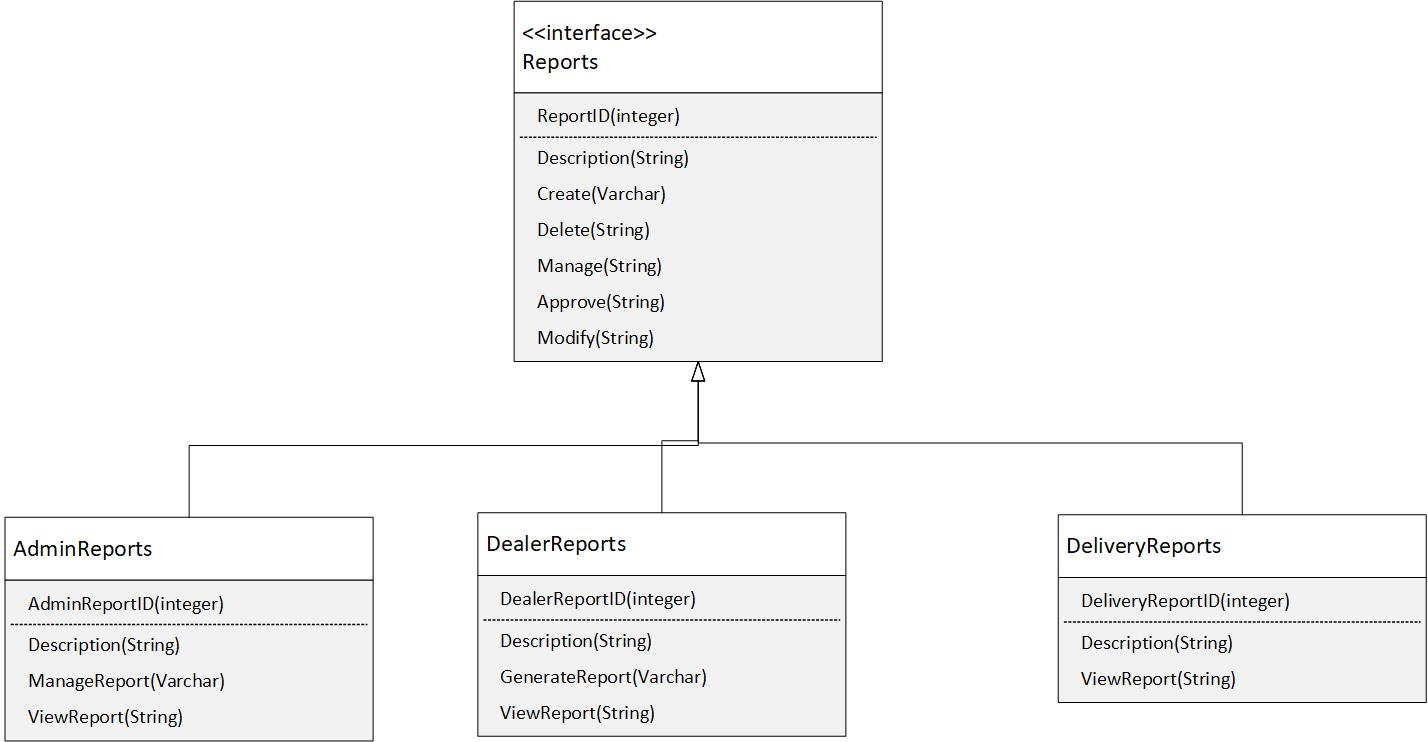 <<interface>>
Reports
ReportID(integer)
Description(String)
Create(Varchar)
Delete(String)
Manage(String)
Approve(String)
Modify(String)
AdminReports
AdminReportID(integer)
Description(String)
ManageReport(Varchar)
ViewReport(String)
DealerReports
DealerReportID(integer)
Description(String)
GenerateReport(Varchar)
ViewReport(String)
DeliveryReports
DeliveryReportID(integer)
Description(String)
ViewReport(String)